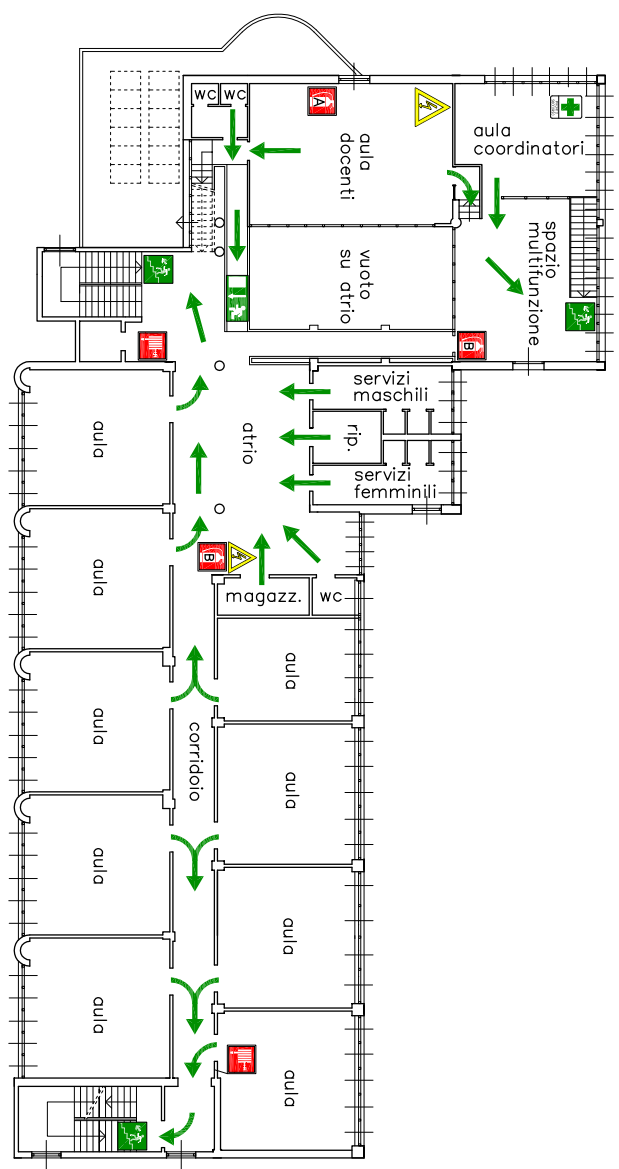 WC WC
A
aula
docenti
aula
coordinatori
vuoto
su atrio
spazio
multifunzione
B
servizi
maschili
rip.
servizi
femminili
atrio
aula
aula
B
magazz.
wc
aula
aula
corridoio
aula
aula
aula
aula
aula
aula